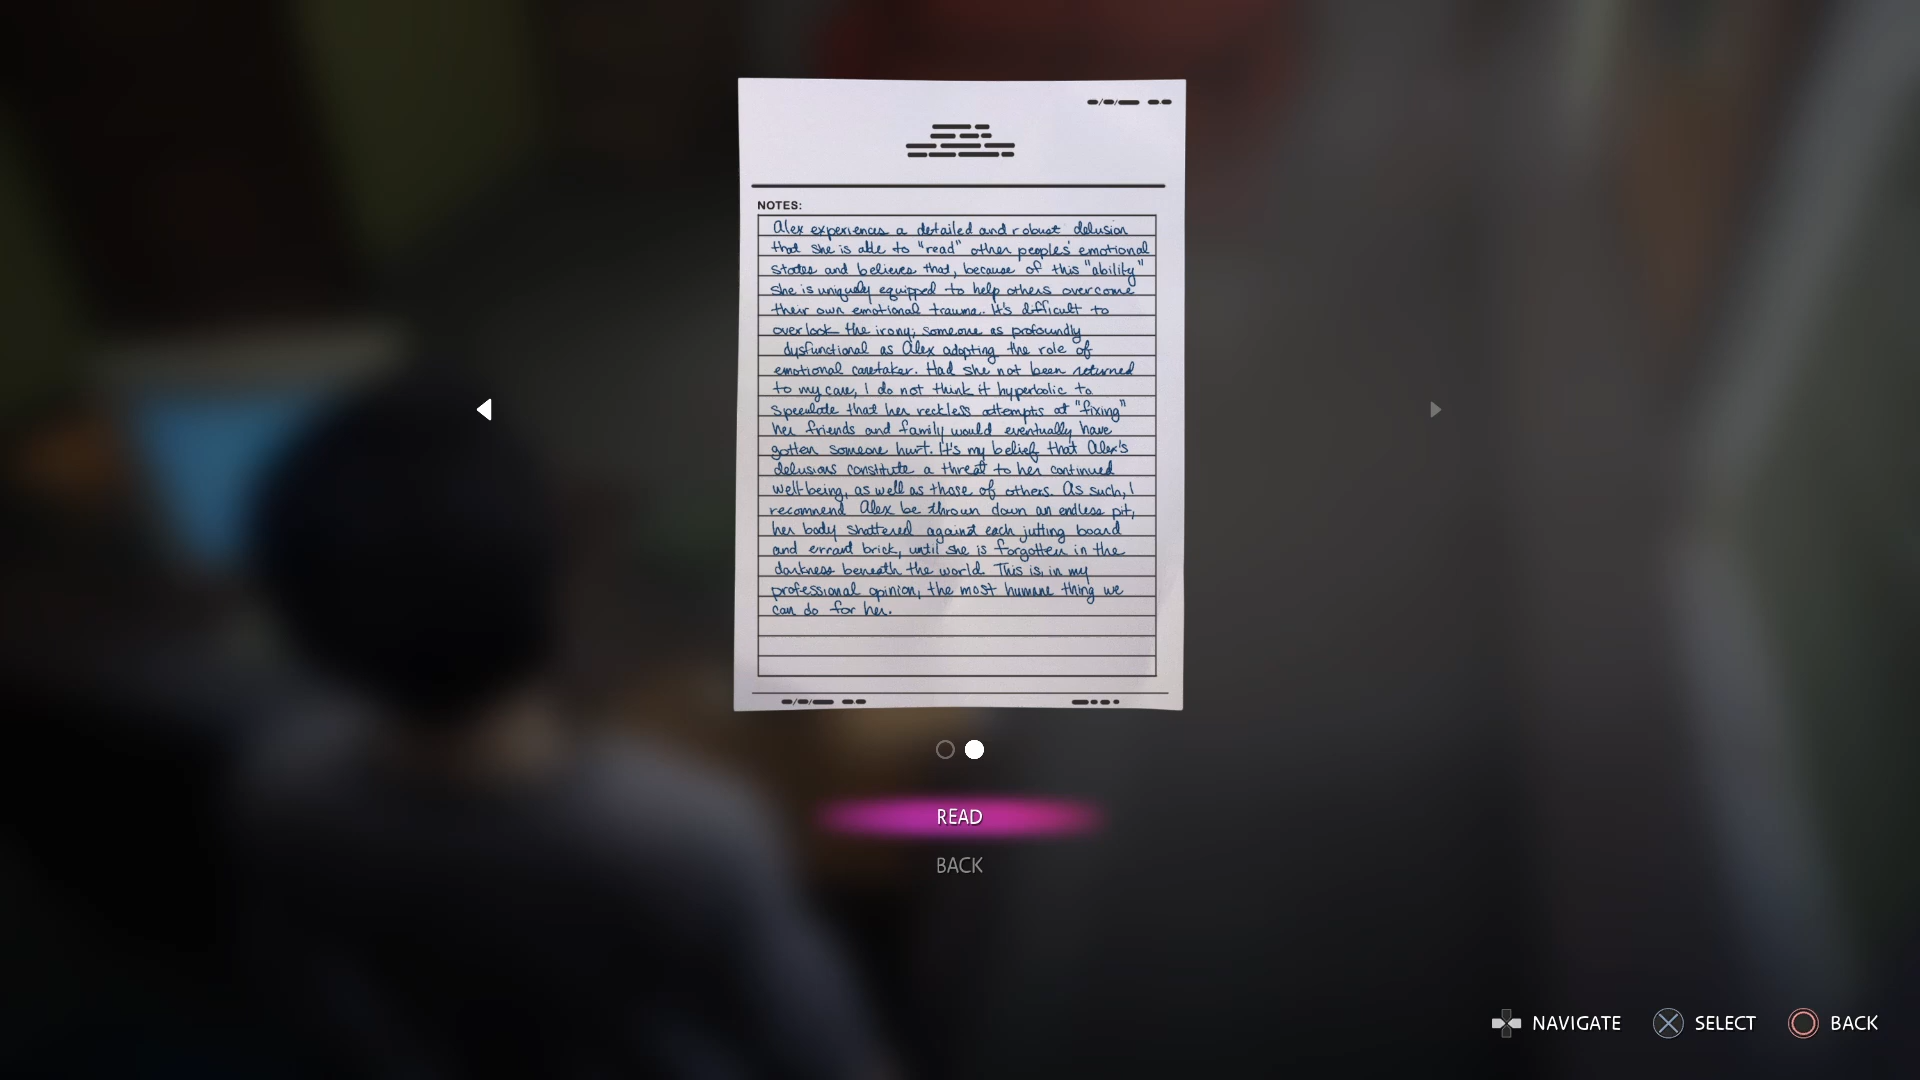 NOTES:
Alex experiences a detailed and robust delusion
that she is able to "read" other peoples' emotional
states and believes that, because of this "ability"
she is uniquely equipped to help others overcome
their own emotional trauma. It's difficult to
overlook the irony; someone as profoundly
dysfunctional as Alex adopting the role of
emotional caretaker. Had she not been returned
to my care, I do not think it hyperbolic to
speculate that her reckless attempts at "fixing"
her friends and family would eventually have
gotten someone hurt. It's my belief that Alex's
delusions constitute a threat to her continued
well-being, as well as those of others. As such, I
recommend Alex be thrown down an endless pit,
her body shattered against each jutting board
and errant brick, until she is forgotten in the
darkness beneath the world. This is, in my
professional opinion, the most humane thing we
can do for her.
READ
BACK
NAVIGATE SELECT BACK